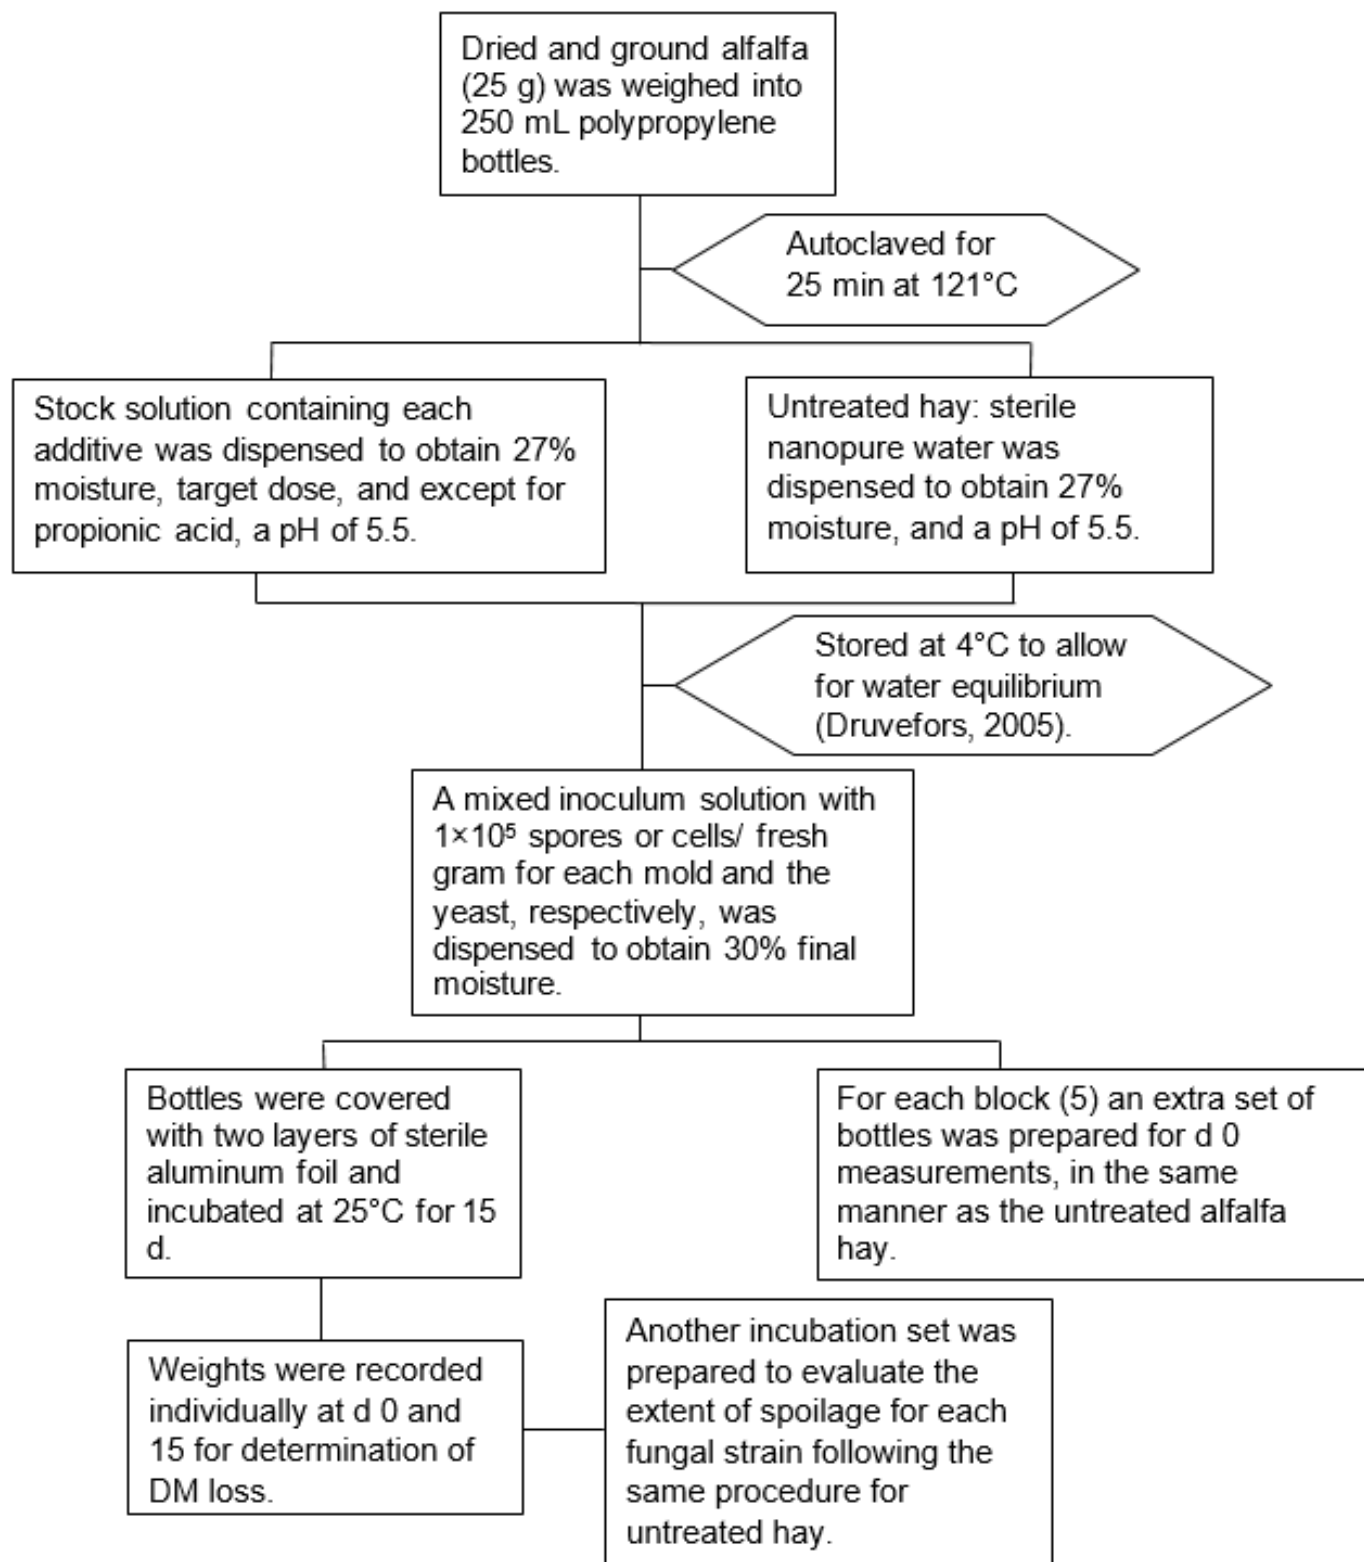 Dried and ground alfalfa
(25 g) was weighed into
250 mL polypropylene
bottles.
Autoclaved for
25 min at 121°C
Stock solution containing each
additive was dispensed to obtain 27%
moisture, target dose, and except for
propionic acid, a pH of 5.5.
Untreated hay: sterile
nanopure water was
dispensed to obtain 27%
moisture, and a pH of 5.5.
Stored at 4°C to allow
for water equilibrium
(Druvefors, 2005).
A mixed inoculum solution with
1×10⁵ spores or cells/ fresh
gram for each mold and the
yeast, respectively, was
dispensed to obtain 30% final
moisture.
Bottles were covered
with two layers of sterile
aluminum foil and
incubated at 25°C for 15
d.
For each block (5) an extra set of
bottles was prepared for d 0
measurements, in the same
manner as the untreated alfalfa
hay.
Weights were recorded
individually at d 0 and
15 for determination of
DM loss.
Another incubation set was
prepared to evaluate the
extent of spoilage for each
fungal strain following the
same procedure for
untreated hay.